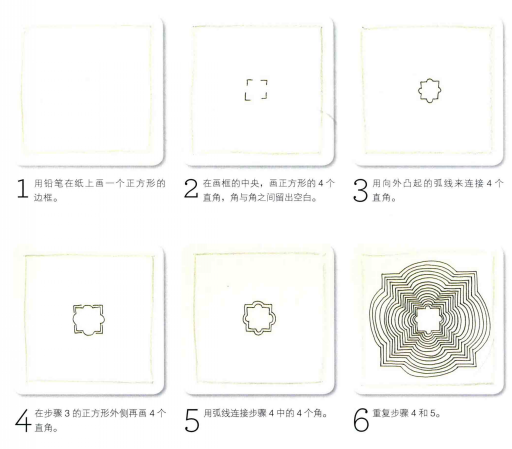 1 用铅笔在纸上画一个正方形的
边框。
2 在画框的中央，画正方形的 4 个
直角，角与角之间留出空白。
3 用向外凸起的弧线来连接 4 个
直角。
4 在步骤 3 的正方形外侧再画 4 个
直角。
5 用弧线连接步骤 4 中的 4 个角。
6 重复步骤 4 和 5。